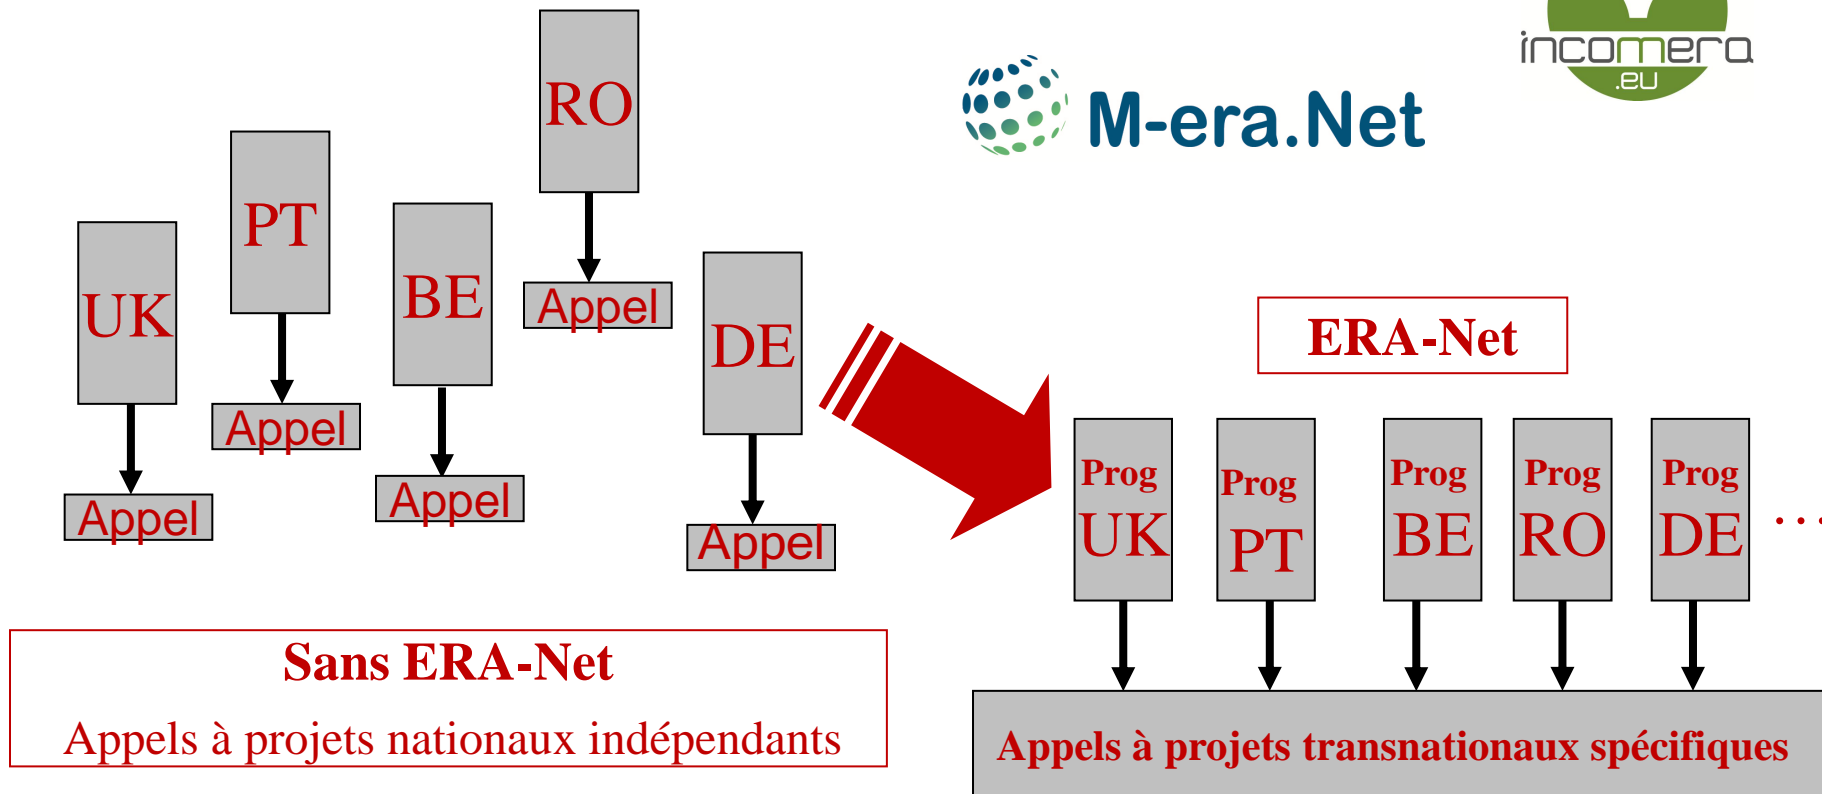 incomera
.eu
M-era.Net
RO
PT
UK
BE
DE
Appel
Appel
Appel
Appel
Appel
ERA-Net
Prog
UK
Prog
PT
Prog
BE
Prog
RO
Prog
DE
...
Sans ERA-Net
Appels à projets nationaux indépendants
Appels à projets transnationaux spécifiques